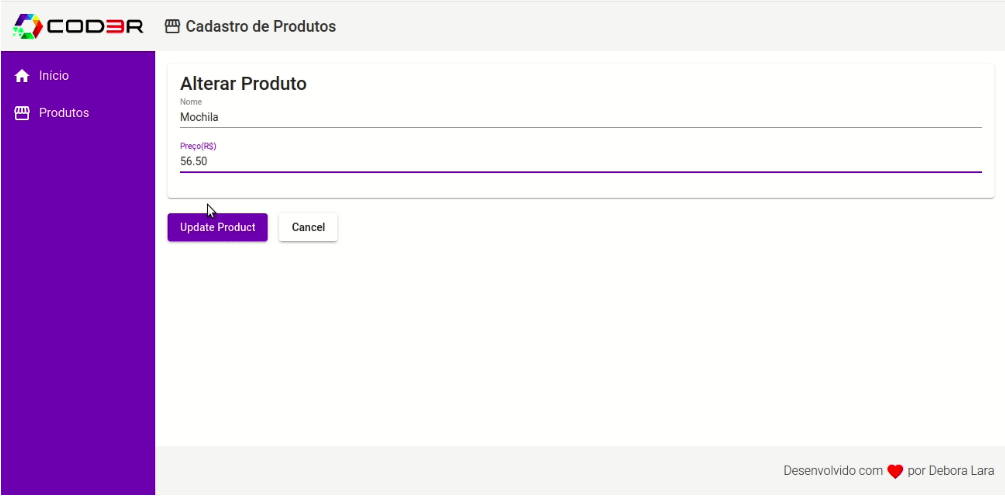 COD3R
Cadastro de Produtos
Início
Produtos
Alterar Produto
Nome
Mochila
Preço(R$)
56.50
Update Product
Cancel
Desenvolvido com ❤ por Debora Lara